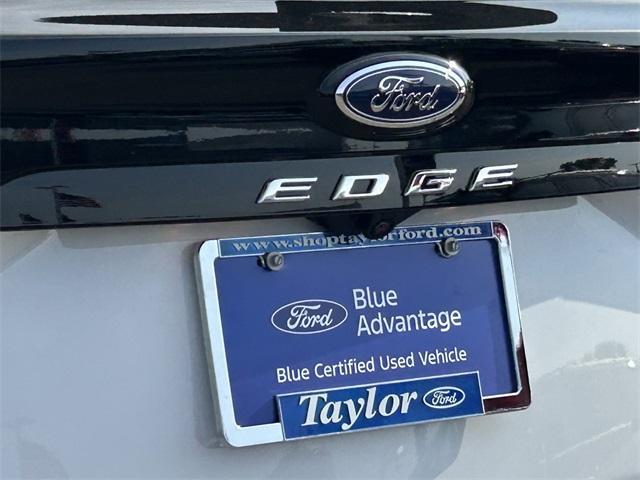 Ford
EDGE
www.shoptaylorford.com
Ford
Blue
Advantage
Blue Certified Used Vehicle
Taylor Ford